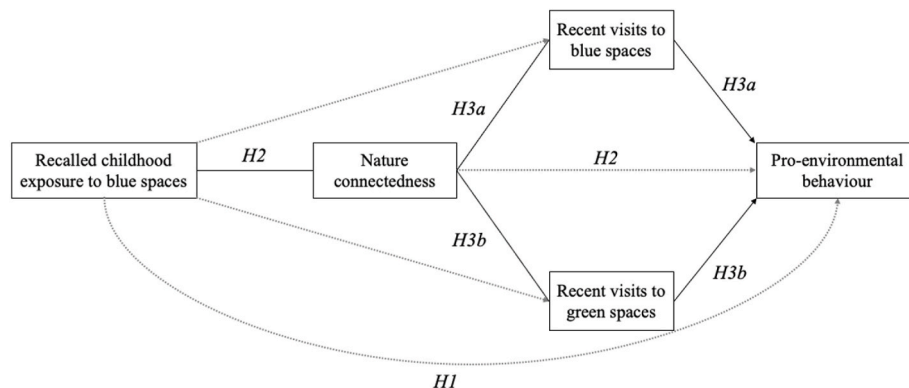 Recent visits to
blue spaces
H3a
H3a
Recalled childhood
exposure to blue spaces
H2
Nature
connectedness
H2
Pro-environmental
behaviour
H3b
H3b
Recent visits to
green spaces
H1